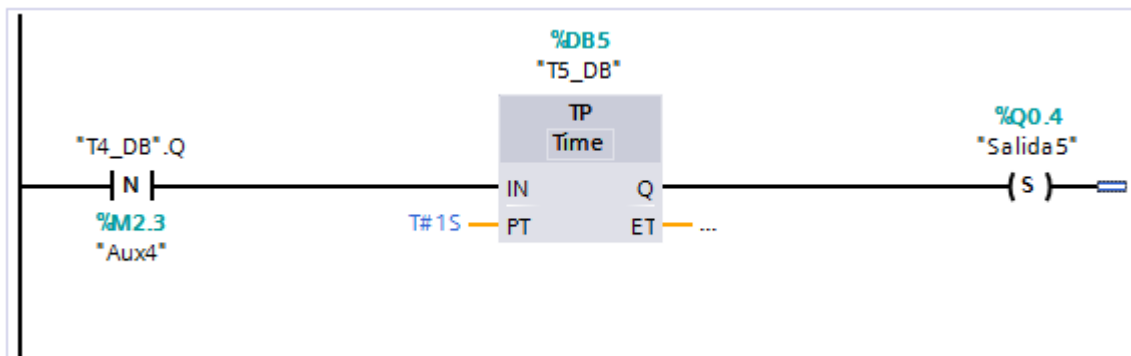 %DB5
"T5_DB"
TP
Time
"T4_DB".Q
N
%M2.3
"Aux4"
T#1S
IN
PT
Q
ET
...
%Q0.4
"Salida5"
( S )